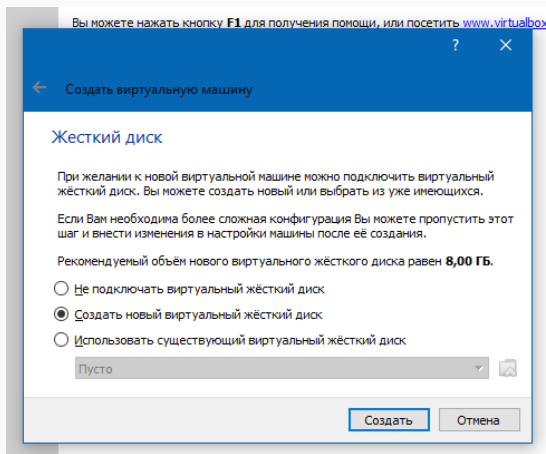 Вы можете нажать кнопку F1 для получения помощи, или посетить www.virtualbox
?
Создать виртуальную машину
Жесткий диск
При желании к новой виртуальной машине можно подключить виртуальный
жёсткий диск. Вы можете создать новый или выбрать из уже имеющихся.
Если Вам необходима более сложная конфигурация Вы можете пропустить этот
шаг и внести изменения в настройки машины после её создания.
Рекомендуемый объём нового виртуального жёсткого диска равен 8,00 ГБ.
Не подключать виртуальный жёсткий диск
Создать новый виртуальный жёсткий диск
Использовать существующий виртуальный жёсткий диск
Пусто
Создать Отмена